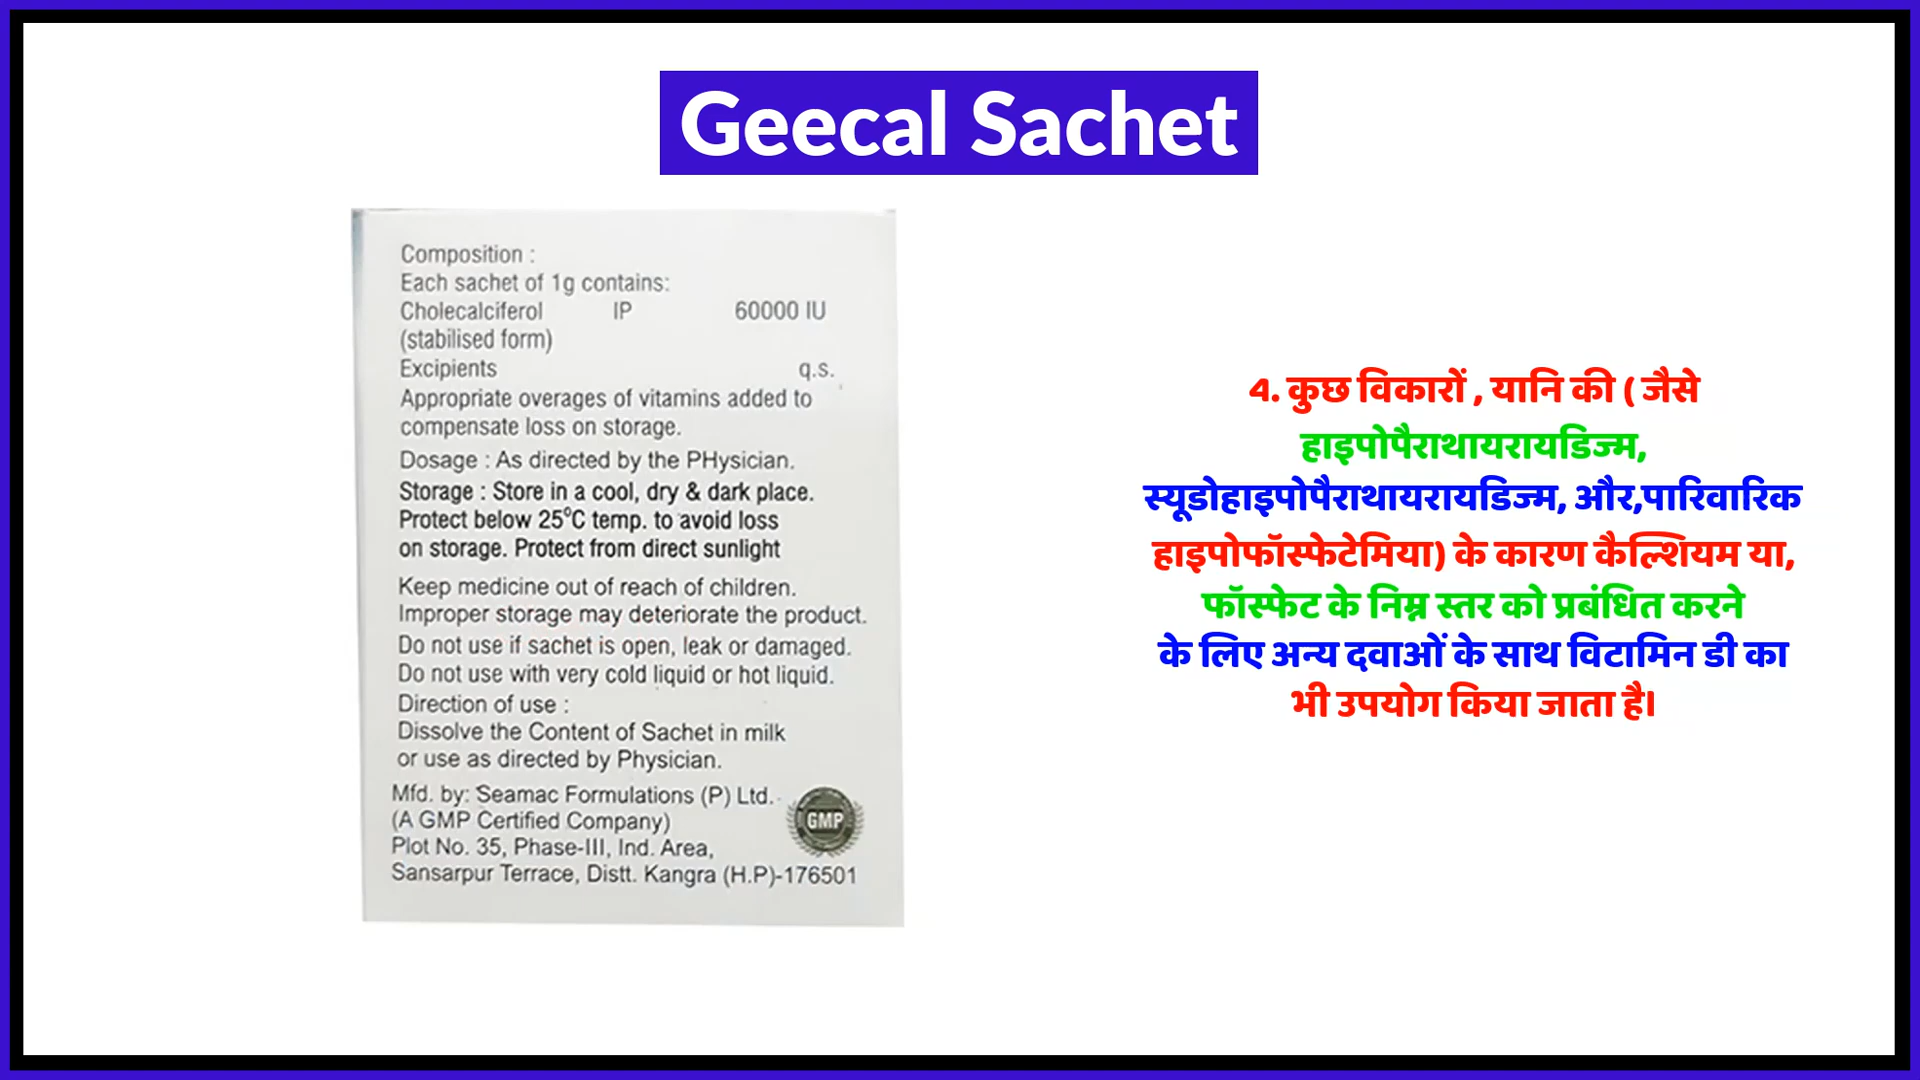 Geecal Sachet
Composition :
Each sachet of 1g contains:
Cholecalciferol IP 60000 IU
(stabilised form)
Excipients q.s.
Appropriate overages of vitamins added to
compensate loss on storage.
Dosage : As directed by the PHysician.
Storage : Store in a cool, dry & dark place.
Protect below 25°C temp. to avoid loss
on storage. Protect from direct sunlight
Keep medicine out of reach of children.
Improper storage may deteriorate the product.
Do not use if sachet is open, leak or damaged.
Do not use with very cold liquid or hot liquid.
Direction of use :
Dissolve the Content of Sachet in milk
or use as directed by Physician.
Mfd. by: Seamac Formulations (P) Ltd.
(A GMP Certified Company)
Plot No. 35, Phase-III, Ind. Area,
Sansarpur Terrace, Distt. Kangra (H.P)-176501
GMP
4. कुछ विकारों , यानि की ( जैसे
हाइपोपैराथायरायडिज्म,
स्यूडोहाइपोपैराथायरायडिज्म, और,पारिवारिक
हाइपोफॉस्फेटेमिया) के कारण कैल्शियम या,
फॉस्फेट के निम्न स्तर को प्रबंधित करने
के लिए अन्य दवाओं के साथ विटामिन डी का
भी उपयोग किया जाता है।